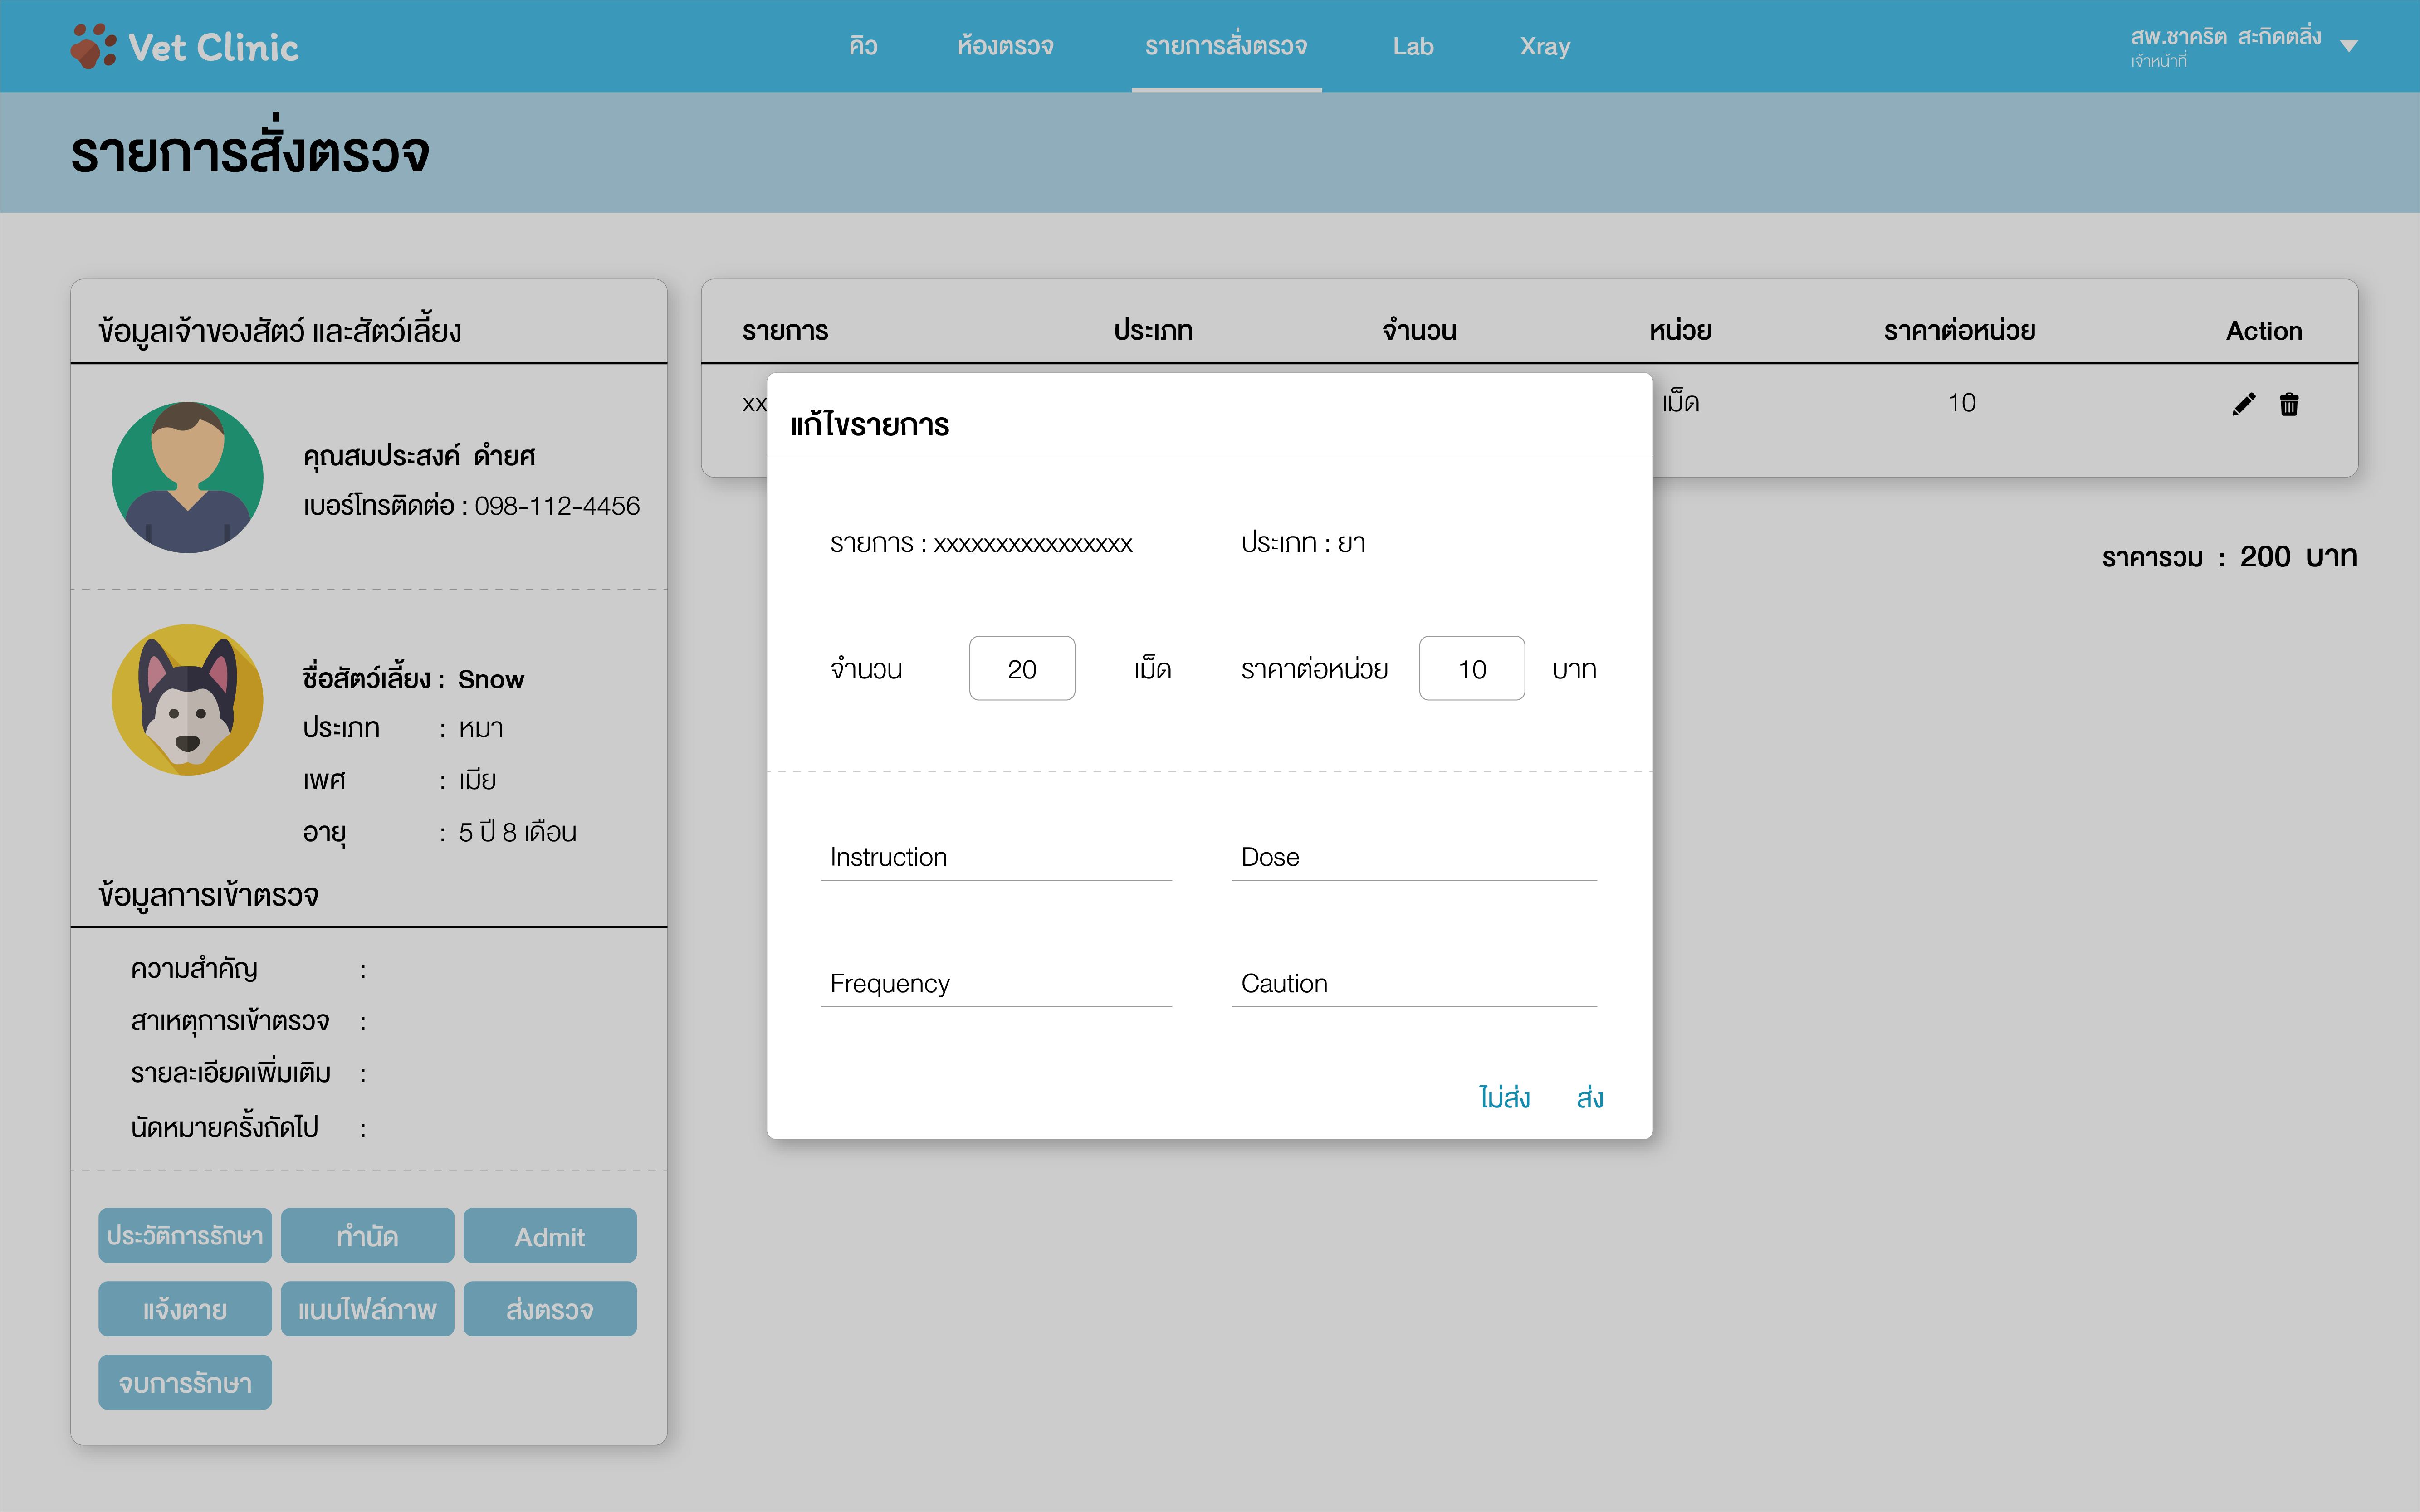 Vet Clinic
คิว ห้องตรวจ รายการสั่งตรวจ Lab Xray
สพ.ชาคริต สะกิดตลิ่ง
เจ้าหน้าที่
รายการสั่งตรวจ
ข้อมูลเจ้าของสัตว์ และสัตว์เลี้ยง
คุณสมประสงค์ ดำยศ
เบอร์โทรติดต่อ : 098-112-4456
ชื่อสัตว์เลี้ยง : Snow
ประเภท : หมา
เพศ : เมีย
อายุ : 5 ปี 8 เดือน
ข้อมูลการเข้าตรวจ
ความสำคัญ :
สาเหตุการเข้าตรวจ :
รายละเอียดเพิ่มเติม :
นัดหมายครั้งถัดไป :
ประวัติการรักษา ทำนัด Admit
แจ้งตาย แนบไฟล์ภาพ ส่งตรวจ
จบการรักษา
รายการ ประเภท จำนวน หน่วย ราคาต่อหน่วย Action
xx เม็ด 10
ราคารวม : 200 บาท
แก้ไขรายการ
รายการ : xxxxxxxxxxxxxxxx ประเภท : ยา
จำนวน 20 เม็ด ราคาต่อหน่วย 10 บาท
Instruction Dose
Frequency Caution
ไม่ส่ง ส่ง